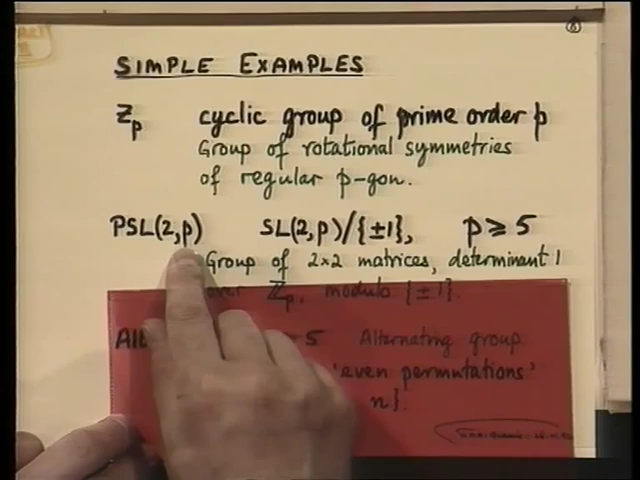 SIMPLE EXAMPLES
Zp cyclic group of prime order p
Group of rotational symmetries
of regular p-gon.
PSL(2,p) SL(2,p)/{±1}, p ≥ 5
Group of 2×2 matrices, determinant 1
over Zp, modulo {±1}.
5 Alternating group
'even permutations'
n}.